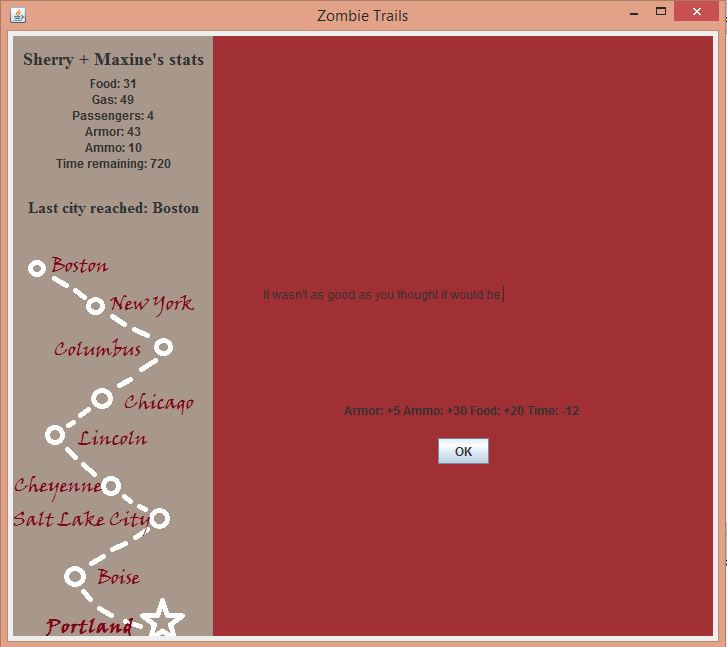 Zombie Trails
Sherry + Maxine's stats
Food: 31
Gas: 49
Passengers: 4
Armor: 43
Ammo: 10
Time remaining: 720
Last city reached: Boston
Boston
New York
Columbus
Chicago
Lincoln
Cheyenne
Salt Lake City
Boise
Portland
It wasn't as good as you thought it would be.
Armor: +5 Ammo: +30 Food: +20 Time: -12
OK